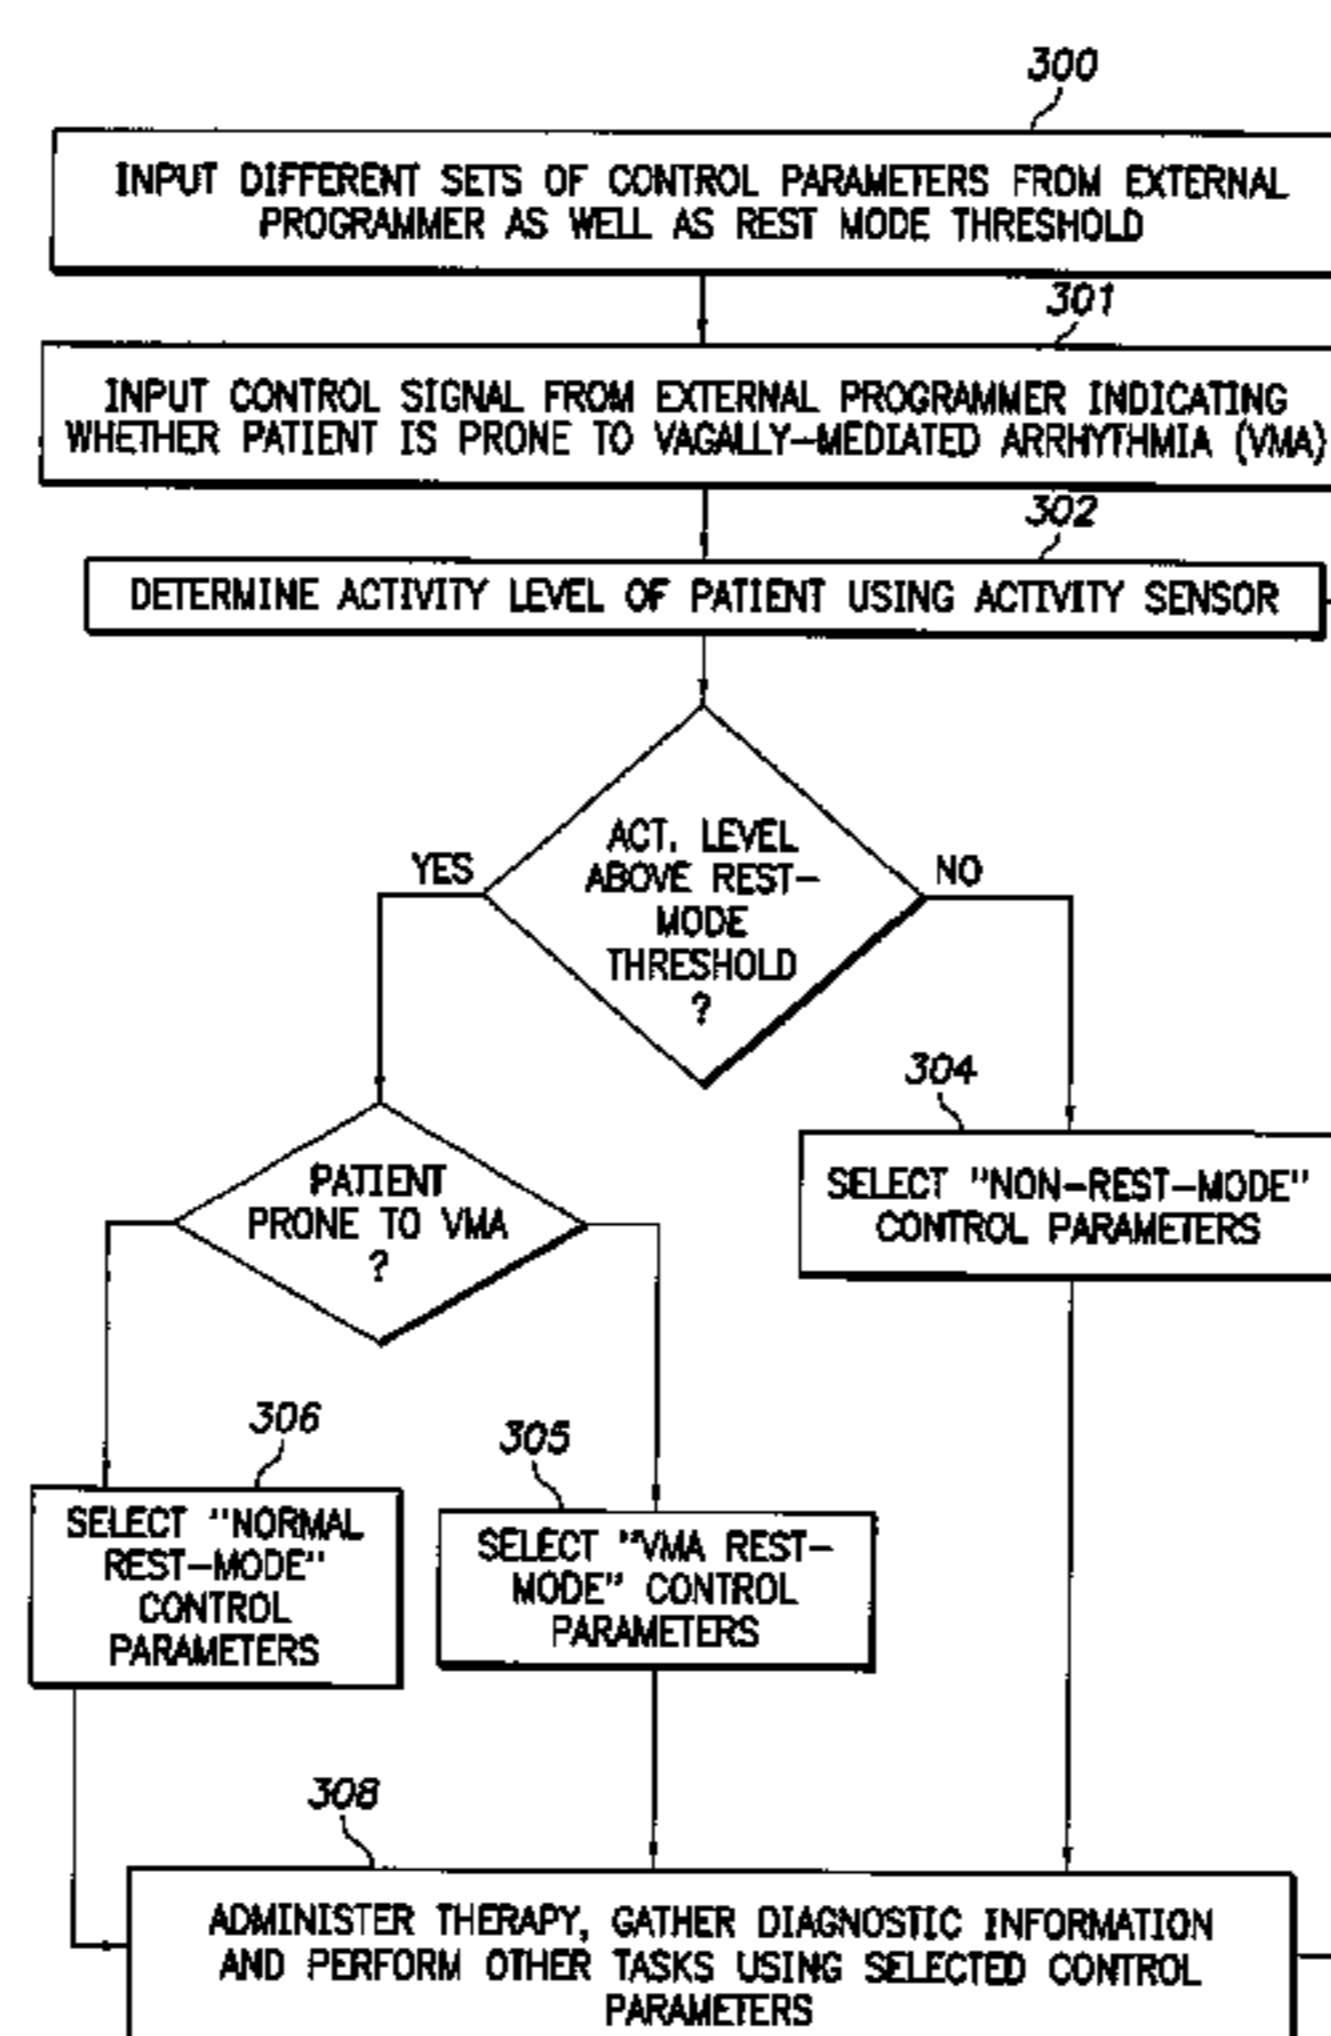 300
INPUT DIFFERENT SETS OF CONTROL PARAMETERS FROM EXTERNAL
PROGRAMMER AS WELL AS REST MODE THRESHOLD
301
INPUT CONTROL SIGNAL FROM EXTERNAL PROGRAMMER INDICATING
WHETHER PATIENT IS PRONE TO VAGALLY-MEDIATED ARRHYTHMIA (VMA)
302
DETERMINE ACTIVITY LEVEL OF PATIENT USING ACTIVITY SENSOR
ACT. LEVEL
ABOVE REST-
MODE
THRESHOLD
?
YES
NO
304
SELECT "NON-REST-MODE"
CONTROL PARAMETERS
PATIENT
PRONE TO VMA
?
306
SELECT "NORMAL
REST-MODE"
CONTROL
PARAMETERS
305
SELECT "VMA REST-
MODE" CONTROL
PARAMETERS
308
ADMINISTER THERAPY, GATHER DIAGNOSTIC INFORMATION
AND PERFORM OTHER TASKS USING SELECTED CONTROL
PARAMETERS